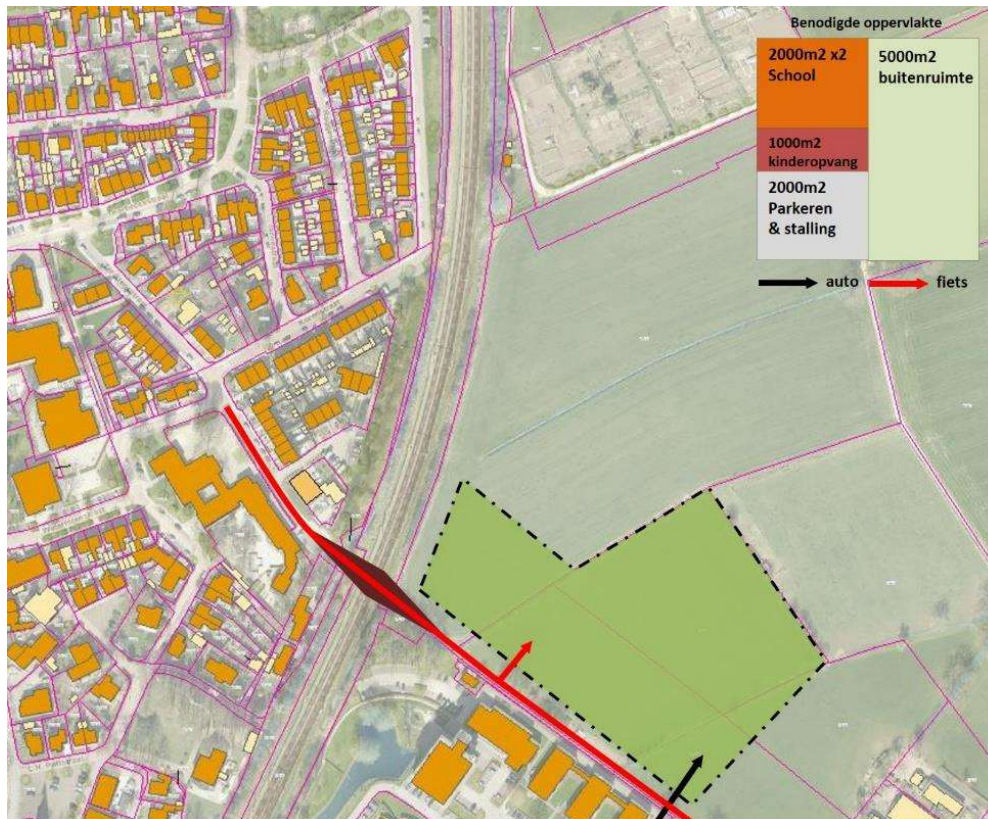 Benodigde oppervlakte
2000m2 x2
School
5000m2
buitenruimte
1000m2
kinderopvang
2000m2
Parkeren
& stalling
auto
fiets